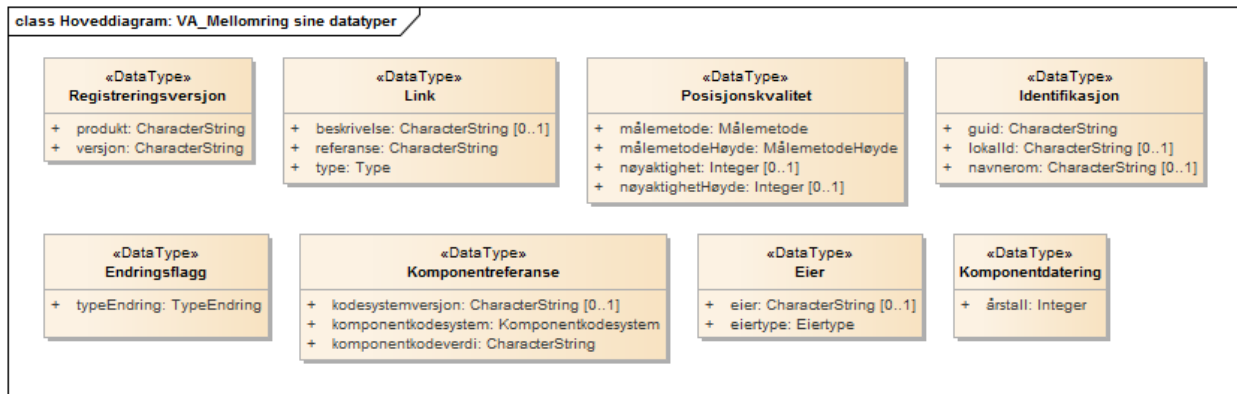 class Hoveddiagram: VA_Mellomring sine datatyper
«DataType»
Registreringsversjon
+ produkt: CharacterString
+ versjon: CharacterString
«DataType»
Link
+ beskrivelse: CharacterString [0..1]
+ referanse: CharacterString
+ type: Type
«DataType»
Posisjonskvalitet
+ målemetode: Målemetode
+ målemetodeHøyde: MålemetodeHøyde
+ nøyaktighet: Integer [0..1]
+ nøyaktighetHøyde: Integer [0..1]
«DataType»
Identifikasjon
+ guid: CharacterString
+ lokalId: CharacterString [0..1]
+ navnerom: CharacterString [0..1]
«DataType»
Endringsflagg
+ typeEndring: TypeEndring
«DataType»
Komponentreferanse
+ kodesystemversjon: CharacterString [0..1]
+ komponentkodesystem: Komponentkodesystem
+ komponentkodeverdi: CharacterString
«DataType»
Eier
+ eier: CharacterString [0..1]
+ eiertype: Eiertype
«DataType»
Komponentdatering
+ årstall: Integer